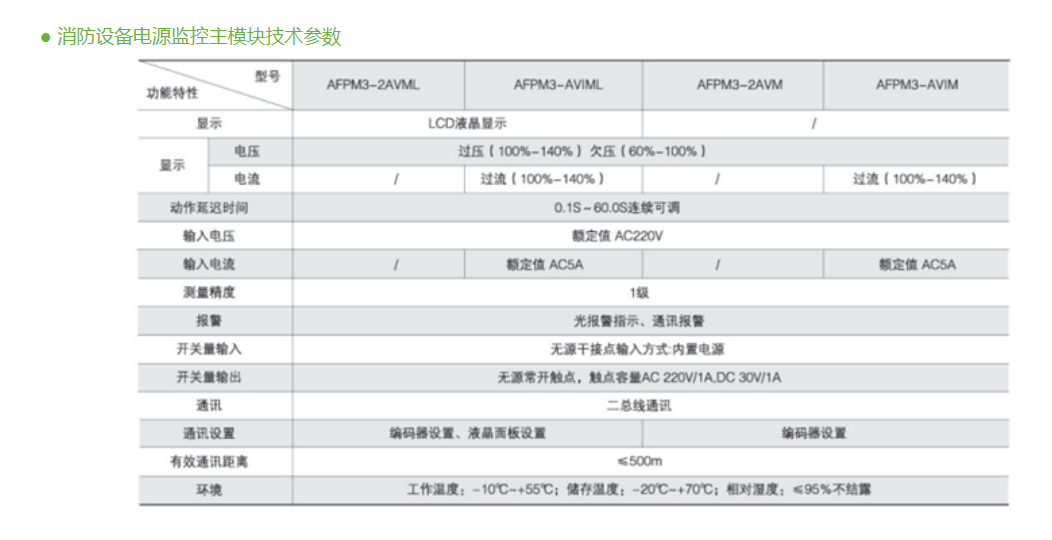 ● 消防设备电源监控主模块技术参数
型号
功能特性
AFPM3-2AVML AFPM3-AVIML AFPM3-2AVM AFPM3-AVIM
显示 LCD液晶显示 /
显示 电压 过压（100%-140%）欠压（60%-100%）
电流 / 过流（100%-140%） / 过流（100%-140%）
动作延迟时间 0.1S~60.0S连续可调
输入电压 额定值 AC220V
输入电流 / 额定值 AC5A / 额定值 AC5A
测量精度 1级
报警 光报警指示、通讯报警
开关量输入 无源干接点输入方式:内置电源
开关量输出 无源常开触点，触点容量AC 220V/1A,DC 30V/1A
通讯 二总线通讯
通讯设置 编码器设置、液晶面板设置 编码器设置
有效通讯距离 ≤500m
环境 工作温度：-10℃~+55℃；储存温度：-20℃~+70℃；相对湿度：≤95%不结露